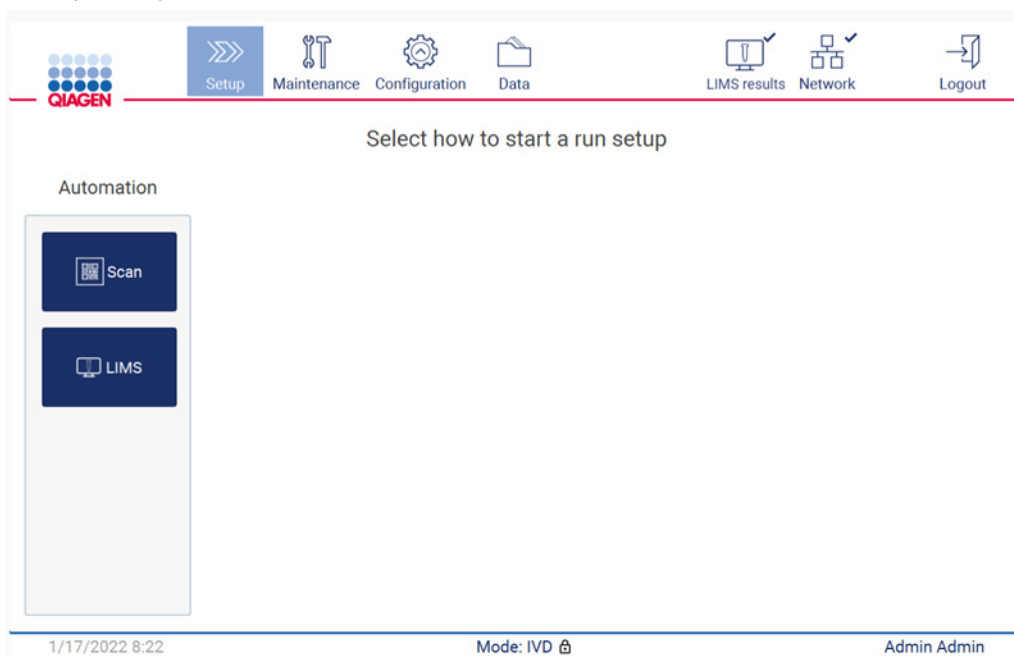 QIAGEN
Setup Maintenance Configuration Data LIMS results Network Logout
Select how to start a run setup
Automation
Scan
LIMS
1/17/2022 8:22 Mode: IVD Admin Admin